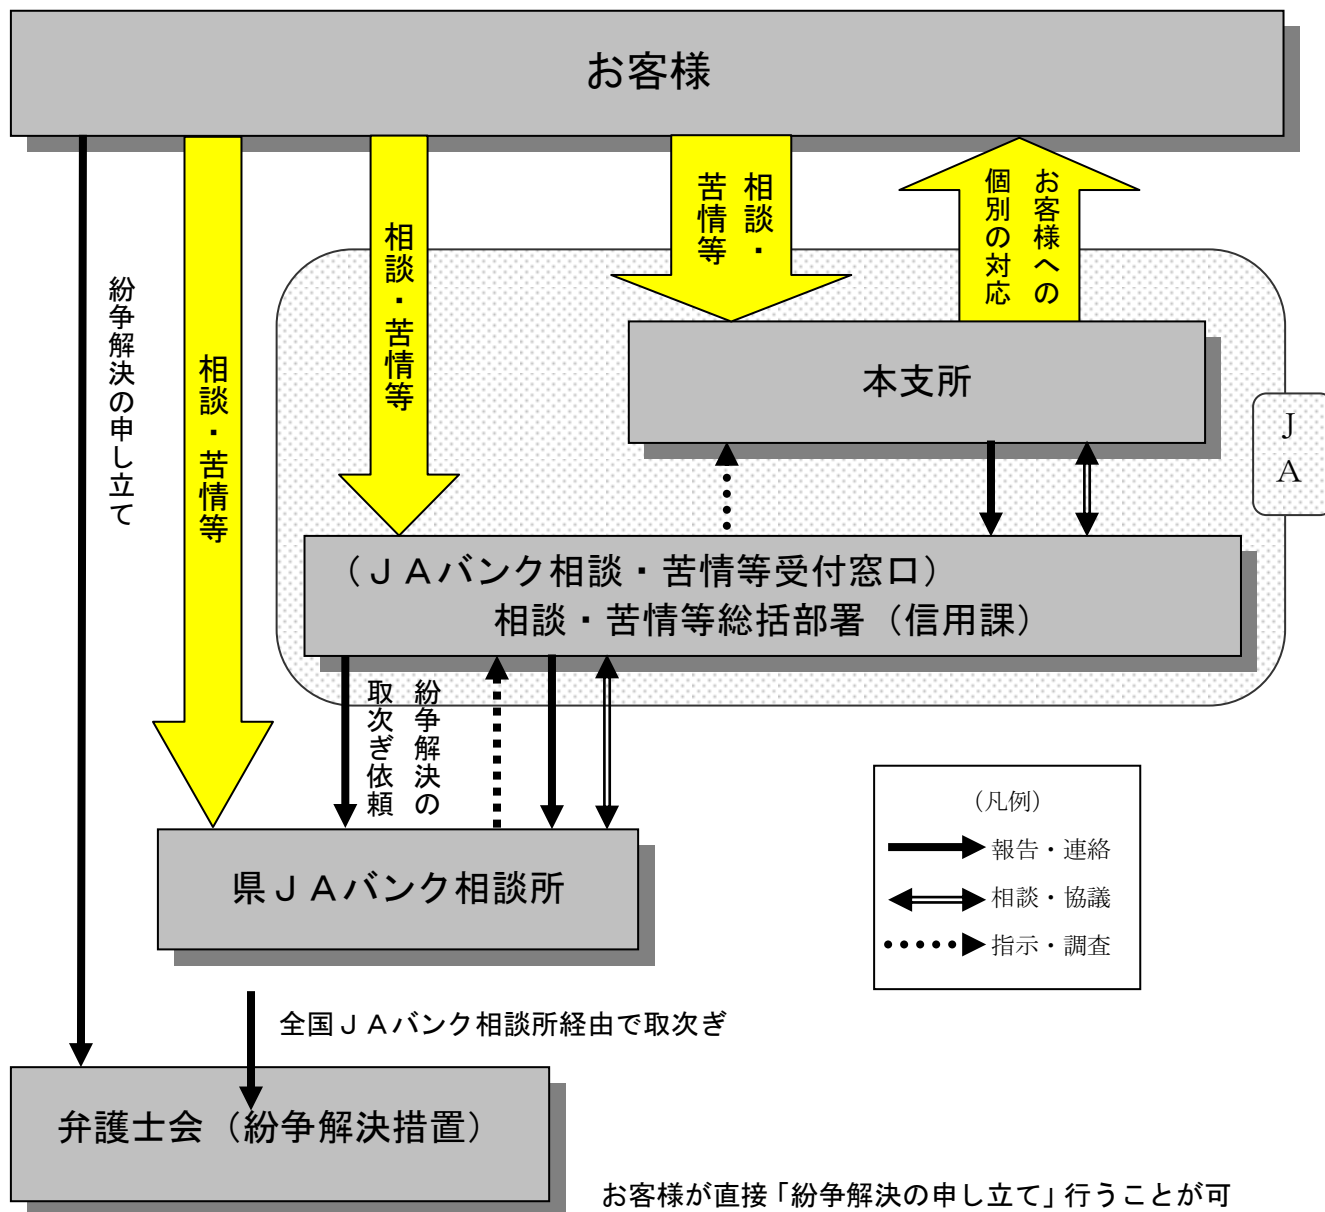 お客様
紛争解決の申し立て
相談・苦情等
相談・苦情等
相談・
苦情等
お客様への
個別の対応
本支所
J
A
（ＪＡバンク相談・苦情等受付窓口）
相談・苦情等総括部署（信用課）
紛争解決の
取次ぎ依頼
県ＪＡバンク相談所
（凡例）
報告・連絡
相談・協議
指示・調査
全国ＪＡバンク相談所経由で取次ぎ
弁護士会（紛争解決措置）
お客様が直接「紛争解決の申し立て」行うことが可